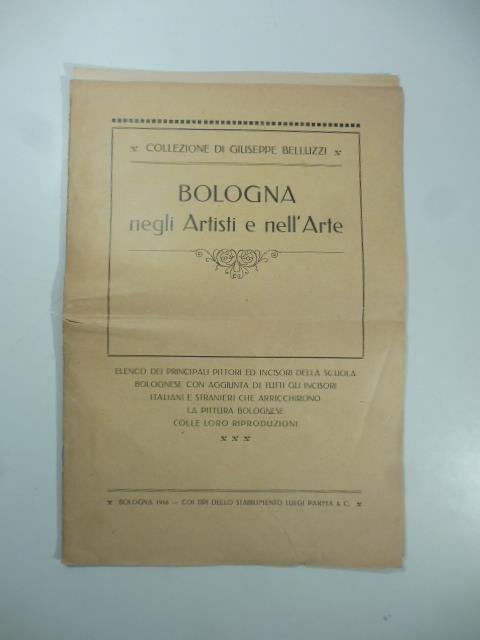 COLLEZIONE DI GIUSEPPE BELLUZZI
BOLOGNA
negli Artisti e nell'Arte
ELENCO DEI PRINCIPALI PITTORI ED INCISORI DELLA SCUOLA
BOLOGNESE CON AGGIUNTA DI TUTTI GLI INCISORI
ITALIANI E STRANIERI CHE ARRICCHIRONO
LA PITTURA BOLOGNESE
COLLE LORO RIPRODUZIONI
BOLOGNA — COI TIPI DELLO STABILIMENTO LUIGI PARMA & C.